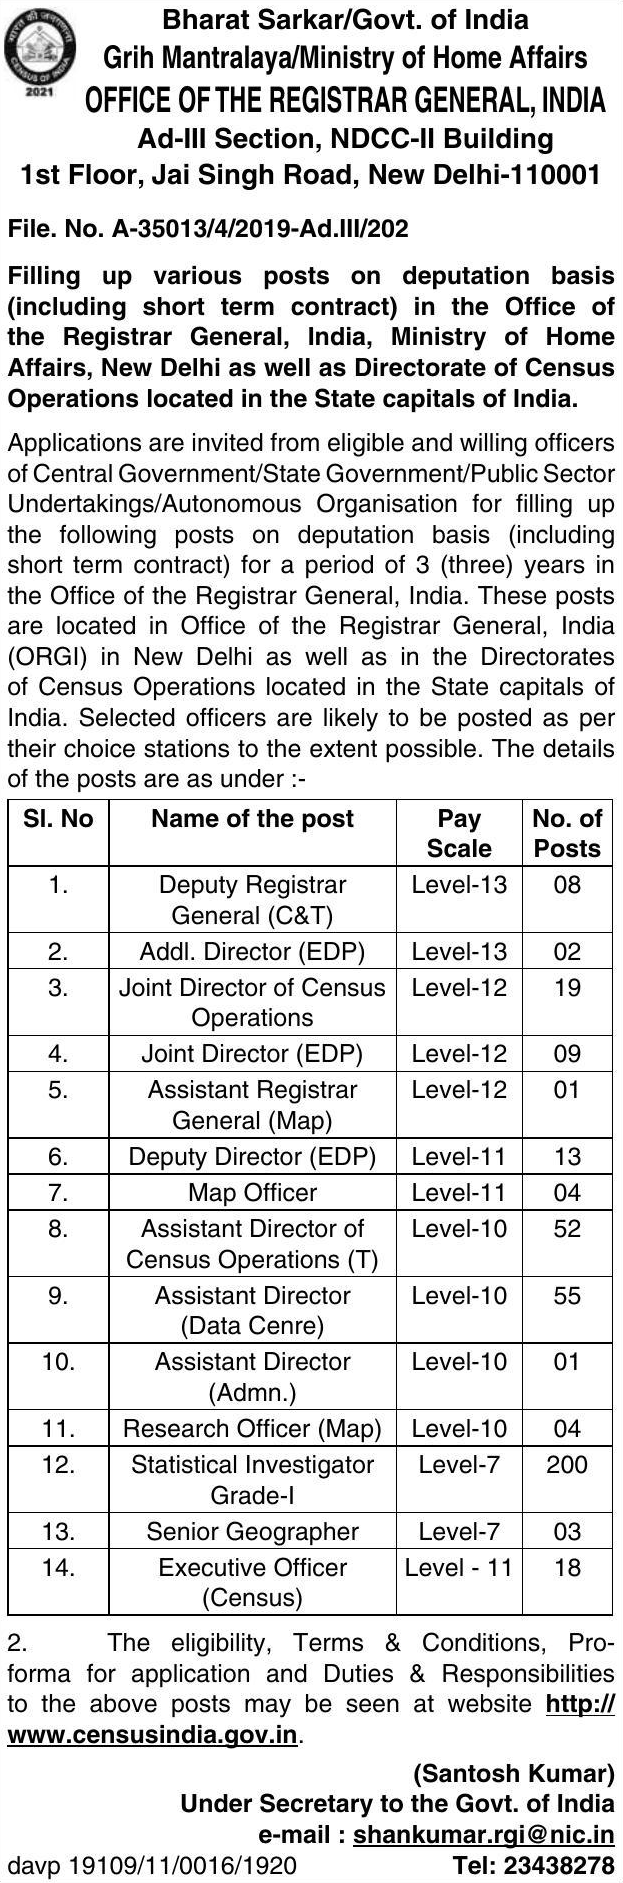 Bharat Sarkar/Govt. of India
Grih Mantralaya/Ministry of Home Affairs
OFFICE OF THE REGISTRAR GENERAL, INDIA
Ad-III Section, NDCC-II Building
1st Floor, Jai Singh Road, New Delhi-110001
भारत की जनगणना
CENSUS OF INDIA
2021
File. No. A-35013/4/2019-Ad.III/202
Filling up various posts on deputation basis
(including short term contract) in the Office of
the Registrar General, India, Ministry of Home
Affairs, New Delhi as well as Directorate of Census
Operations located in the State capitals of India.
Applications are invited from eligible and willing officers
of Central Government/State Government/Public Sector
Undertakings/Autonomous Organisation for filling up
the following posts on deputation basis (including
short term contract) for a period of 3 (three) years in
the Office of the Registrar General, India. These posts
are located in Office of the Registrar General, India
(ORGI) in New Delhi as well as in the Directorates
of Census Operations located in the State capitals of
India. Selected officers are likely to be posted as per
their choice stations to the extent possible. The details
of the posts are as under :-
Sl. No Name of the post Pay No. of
Scale Posts
1. Deputy Registrar Level-13 08
General (C&T)
2. Addl. Director (EDP) Level-13 02
3. Joint Director of Census Level-12 19
Operations
4. Joint Director (EDP) Level-12 09
5. Assistant Registrar Level-12 01
General (Map)
6. Deputy Director (EDP) Level-11 13
7. Map Officer Level-11 04
8. Assistant Director of Level-10 52
Census Operations (T)
9. Assistant Director Level-10 55
(Data Cenre)
10. Assistant Director Level-10 01
(Admn.)
11. Research Officer (Map) Level-10 04
12. Statistical Investigator Level-7 200
Grade-I
13. Senior Geographer Level-7 03
14. Executive Officer Level - 11 18
(Census)
2. The eligibility, Terms & Conditions, Pro-
forma for application and Duties & Responsibilities
to the above posts may be seen at website http://
www.censusindia.gov.in.
(Santosh Kumar)
Under Secretary to the Govt. of India
e-mail : shankumar.rgi@nic.in
davp 19109/11/0016/1920 Tel: 23438278